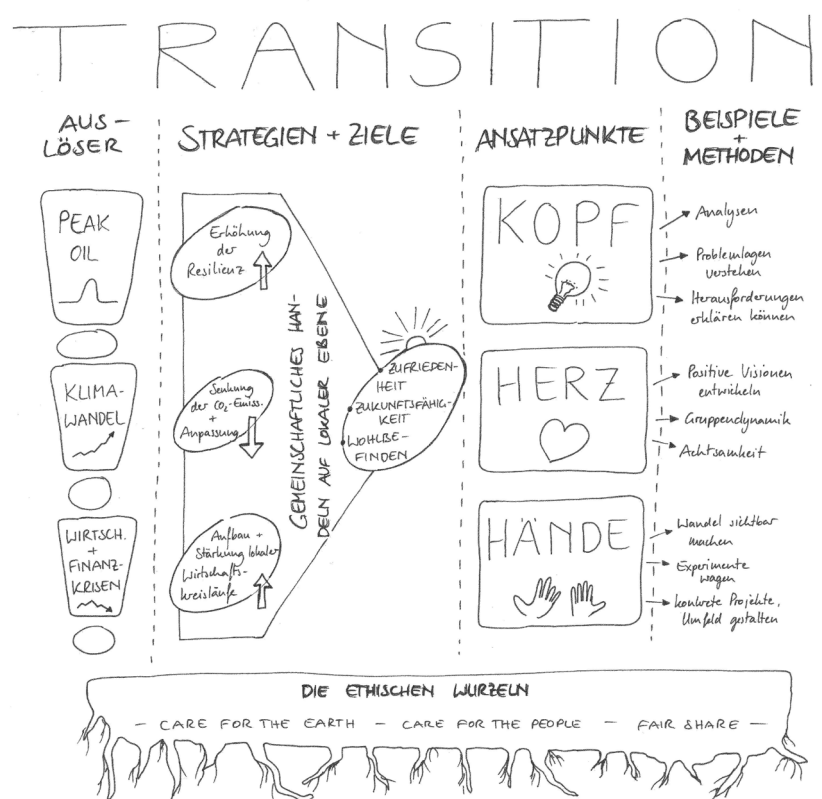 TRANSITION
AUS-
LÖSER
PEAK
OIL
KLIMA-
WANDEL
WIRTSCH.
+
FINANZ-
KRISEN
STRATEGIEN + ZIELE
Erhöhung
der
Resilienz
Senkung
der CO₂-Emiss.
+
Anpassung
Aufbau +
Stärkung lokaler
Wirtschafts-
kreisläufe
GEMEINSCHAFTLICHES HAN-
DELN AUF LOKALER EBENE
• ZUFRIEDEN-
HEIT
• ZUKUNFTSFÄHIG-
KEIT
• WOHLBE-
FINDEN
ANSATZPUNKTE
KOPF
HERZ
HÄNDE
BEISPIELE
+
METHODEN
Analysen
Problemlagen
verstehen
Herausforderungen
erklären können
Positive Visionen
entwickeln
Gruppendynamik
Achtsamkeit
Wandel sichtbar
machen
Experimente
wagen
konkrete Projekte,
Umfeld gestalten
DIE ETHISCHEN WURZELN
– CARE FOR THE EARTH – CARE FOR THE PEOPLE – FAIR SHARE –